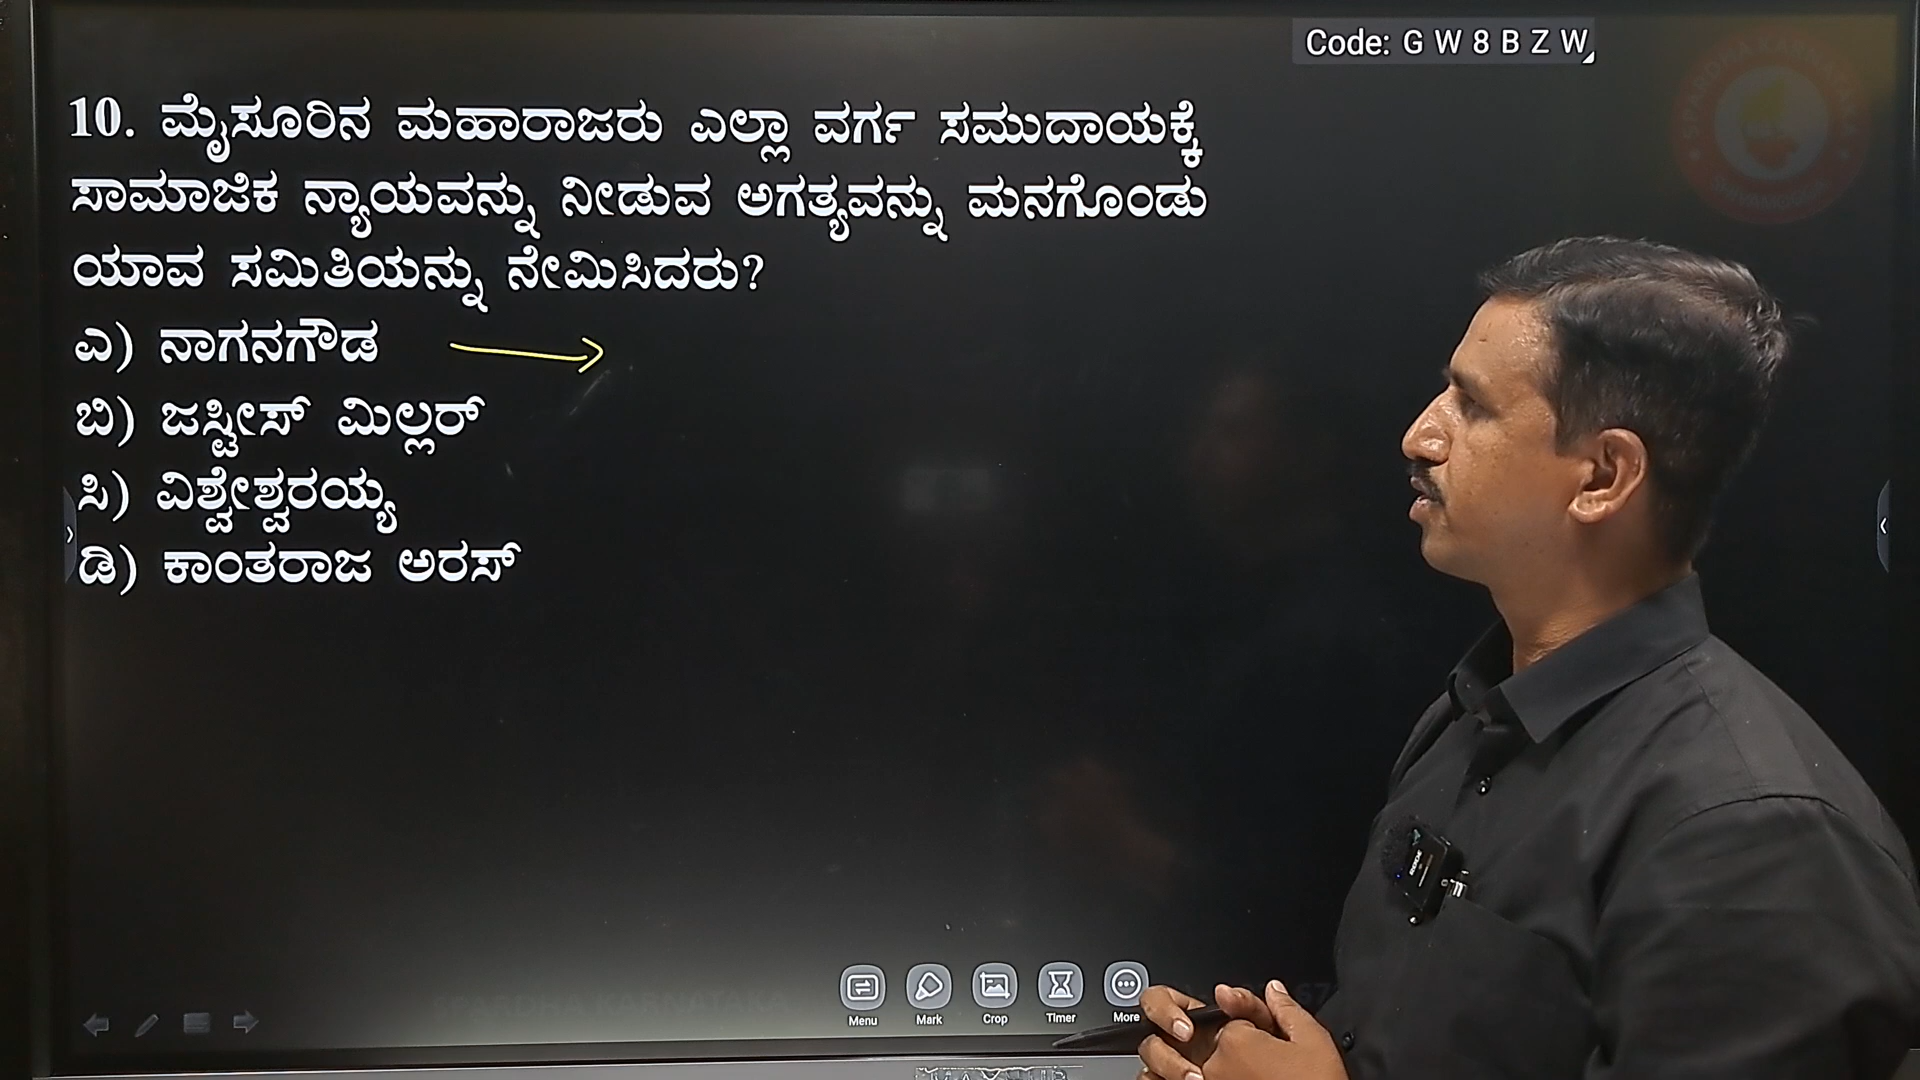 Code: G W 8 B Z W
10. ಮೈಸೂರಿನ ಮಹಾರಾಜರು ಎಲ್ಲಾ ವರ್ಗ ಸಮುದಾಯಕ್ಕೆ
ಸಾಮಾಜಿಕ ನ್ಯಾಯವನ್ನು ನೀಡುವ ಅಗತ್ಯವನ್ನು ಮನಗೊಂಡು
ಯಾವ ಸಮಿತಿಯನ್ನು ನೇಮಿಸಿದರು?
ಎ) ನಾಗನಗೌಡ
ಬಿ) ಜಸ್ಟೀಸ್ ಮಿಲ್ಲರ್
ಸಿ) ವಿಶ್ವೇಶ್ವರಯ್ಯ
ಡಿ) ಕಾಂತರಾಜ ಅರಸ್
RODE
Menu Mark Crop Timer More